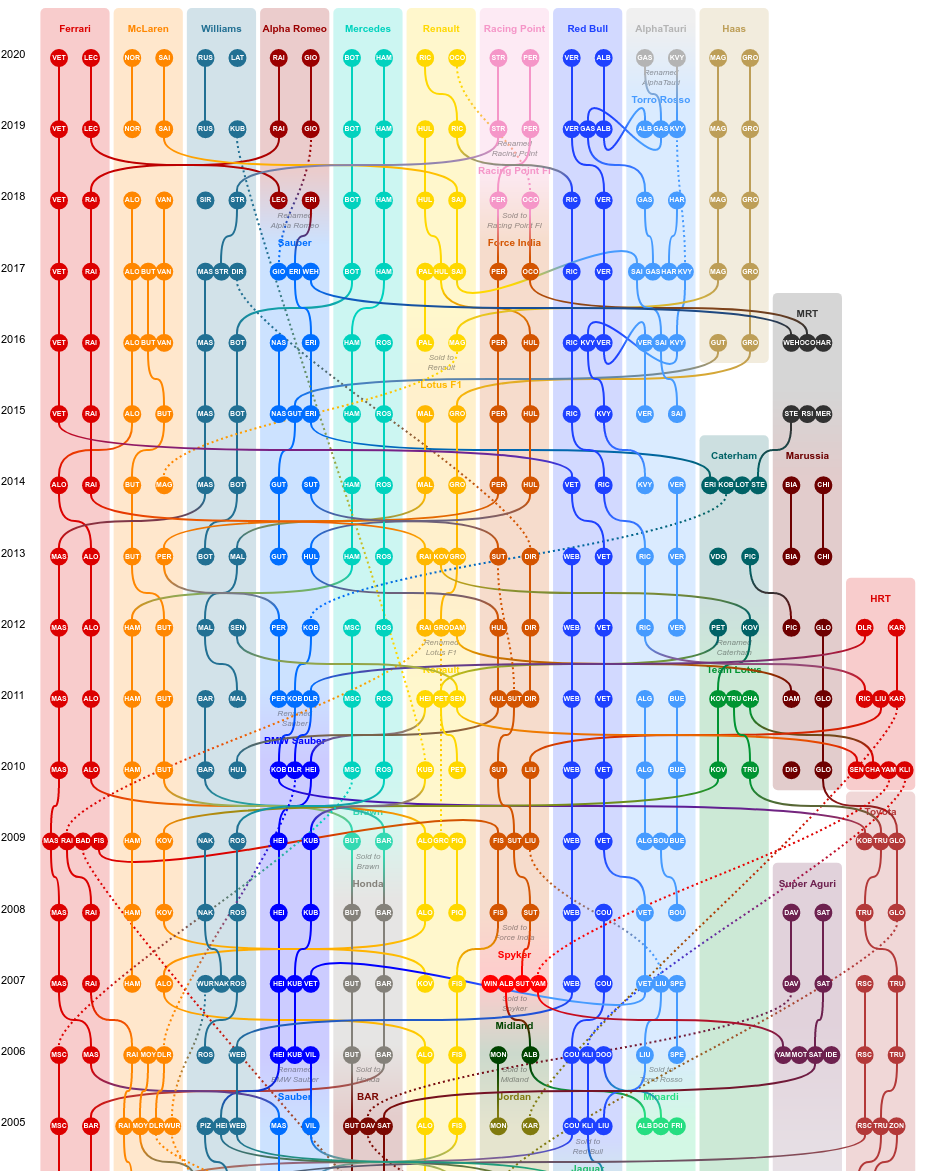 Ferrari McLaren Williams Alpha Romeo Mercedes Renault Racing Point Red Bull AlphaTauri Haas
2020 VET LEC NOR SAI RUS LAT RAI GIO BOT HAM RIC OCO STR PER VER ALB GAS KVY MAG GRO
Renamed
AlphaTauri
Torro Rosso
2019 VET LEC NOR SAI RUS KUB RAI GIO BOT HAM HUL RIC STR PER VER GAS ALB ALB GAS KVY MAG GRO
Renamed
Racing Point
Racing Point FI
2018 VET RAI ALO VAN SIR STR LEC ERI BOT HAM HUL SAI PER OCO RIC VER GAS HAR MAG GRO
Renamed Sold to
Alpha Romeo Racing Point FI
Sauber Force India
2017 VET RAI ALO BUT VAN MAS STR DIR GIO ERI WEH BOT HAM PAL HUL SAI PER OCO RIC VER SAI GAS HAR KVY MAG GRO
MRT
2016 VET RAI ALO BUT VAN MAS BOT NAS ERI HAM ROS PAL MAG PER HUL RIC KVY VER VER SAI KVY GUT GRO WEH OCO HAR
Sold to
Renault
Lotus F1
2015 VET RAI ALO BUT MAS BOT NAS GUT ERI HAM ROS MAL GRO PER HUL RIC KVY VER SAI STE RSI MER
Caterham Marussia
2014 ALO RAI BUT MAG MAS BOT GUT SUT HAM ROS MAL GRO PER HUL VET RIC KVY VER ERI KOB LOT STE BIA CHI
2013 MAS ALO BUT PER BOT MAL GUT HUL HAM ROS RAI KOV GRO SUT DIR WEB VET RIC VER VDG PIC BIA CHI
HRT
2012 MAS ALO HAM BUT MAL SEN PER KOB MSC ROS RAI GRO DAM HUL DIR WEB VET RIC VER PET KOV PIC GLO DLR KAR
Renamed Renamed
Lotus F1 Caterham
Renault Team Lotus
2011 MAS ALO HAM BUT BAR MAL PER KOB DLR MSC ROS HEI PET SEN HUL SUT DIR WEB VET ALG BUE KOV TRU CHA DAM GLO RIC LIU KAR
Renamed
Sauber
BMW Sauber
2010 MAS ALO HAM BUT BAR HUL KOB DLR HEI MSC ROS KUB PET SUT LIU WEB VET ALG BUE KOV TRU DIG GLO SEN CHA YAM KLI
Brawn Toyota
2009 MAS RAI BAD FIS HAM KOV NAK ROS HEI KUB BUT BAR ALO GRO PIQ FIS SUT LIU WEB VET ALG BOU BUE KOB TRU GLO
Sold to
Brawn
Honda Super Aguri
2008 MAS RAI HAM KOV NAK ROS HEI KUB BUT BAR ALO PIQ FIS SUT WEB COU VET BOU DAV SAT TRU GLO
Sold to
Force India
Spyker
2007 MAS RAI HAM ALO WUR NAK ROS HEI KUB VET BUT BAR KOV FIS WIN ALB SUT YAM WEB COU VET LIU SPE DAV SAT RSC TRU
Sold to
Spyker
Midland
2006 MSC MAS RAI MOY DLR ROS WEB HEI KUB VIL BUT BAR ALO FIS MON ALB COU KLI DOO LIU SPE YAM MOT SAT IDE RSC TRU
Renamed Sold to Sold to Sold to
BMW Sauber Honda Midland Torro Rosso
Sauber BAR Jordan Minardi
2005 MSC BAR RAI MOY DLR WUR PIZ HEI WEB MAS VIL BUT DAV SAT ALO FIS MON KAR COU KLI LIU ALB DOO FRI RSC TRU ZON
Sold to
Red Bull
Jaguar